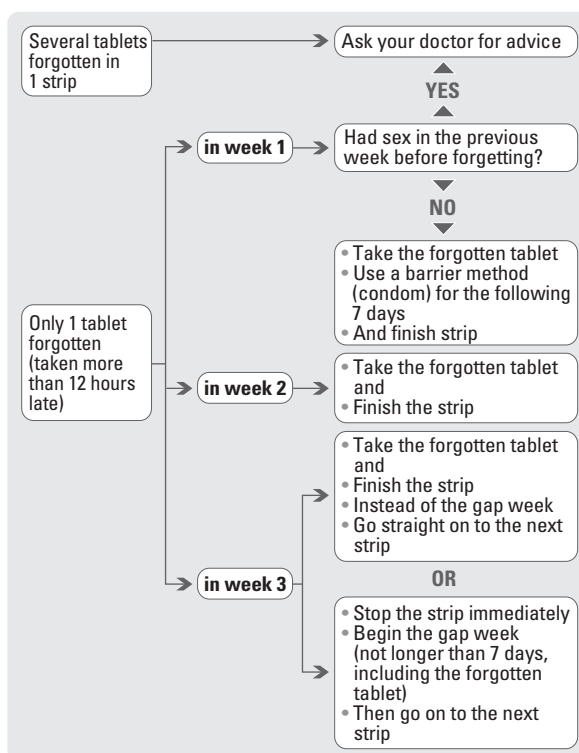 Several tablets
forgotten in
1 strip
Ask your doctor for advice
YES
in week 1
Had sex in the previous
week before forgetting?
NO
• Take the forgotten tablet
• Use a barrier method
(condom) for the following
7 days
• And finish strip
Only 1 tablet
forgotten
(taken more
than 12 hours
late)
in week 2
• Take the forgotten tablet
and
• Finish the strip
• Take the forgotten tablet
and
• Finish the strip
• Instead of the gap week
• Go straight on to the next
strip
in week 3
OR
• Stop the strip immediately
• Begin the gap week
(not longer than 7 days,
including the forgotten
tablet)
• Then go on to the next
strip